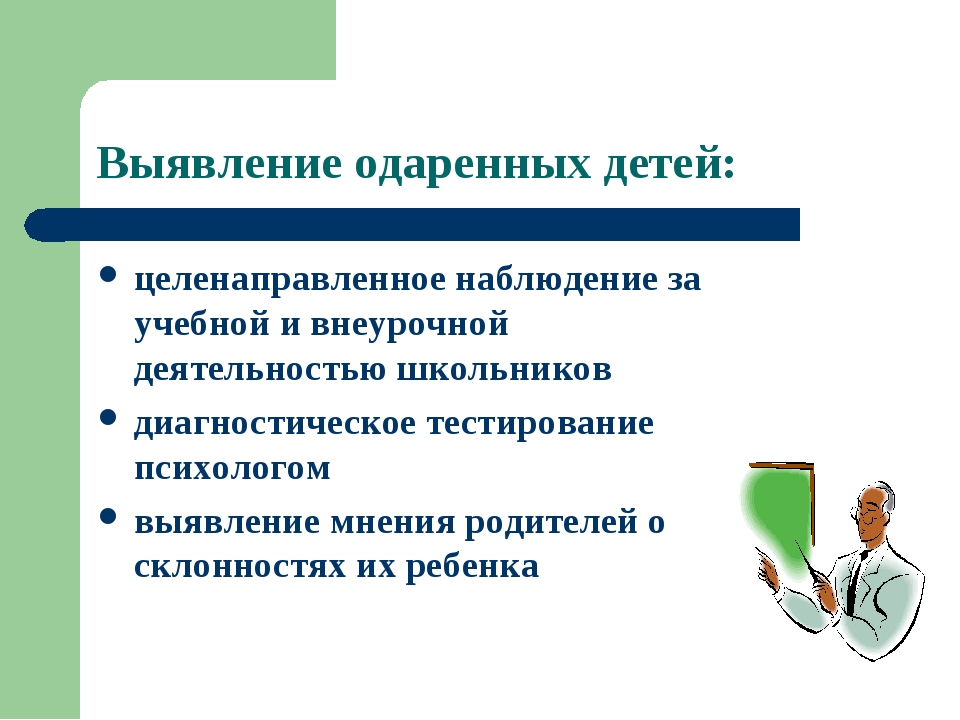 Выявление одаренных детей:
целенаправленное наблюдение за
учебной и внеурочной
деятельностью школьников
диагностическое тестирование
психологом
выявление мнения родителей о
склонностях их ребенка